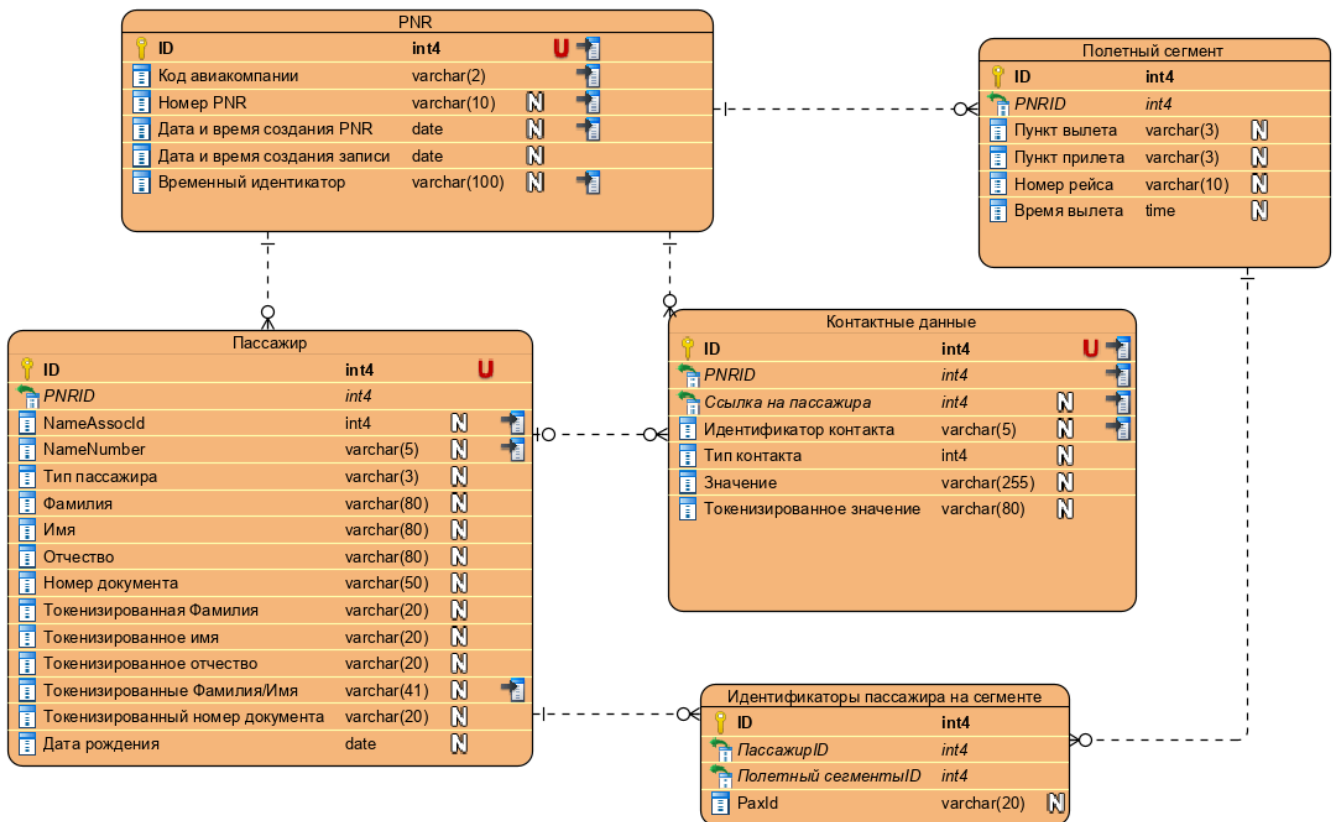 PNR
ID int4 U
Код авиакомпании varchar(2)
Номер PNR varchar(10) N
Дата и время создания PNR date N
Дата и время создания записи date N
Временный идентикатор varchar(100) N
Полетный сегмент
ID int4
PNRID int4
Пункт вылета varchar(3) N
Пункт прилета varchar(3) N
Номер рейса varchar(10) N
Время вылета time N
Пассажир
ID int4 U
PNRID int4
NameAssocId int4 N
NameNumber varchar(5) N
Тип пассажира varchar(3) N
Фамилия varchar(80) N
Имя varchar(80) N
Отчество varchar(80) N
Номер документа varchar(50) N
Токенизированная Фамилия varchar(20) N
Токенизированное имя varchar(20) N
Токенизированное отчество varchar(20) N
Токенизированные Фамилия/Имя varchar(41) N
Токенизированный номер документа varchar(20) N
Дата рождения date N
Контактные данные
ID int4 U
PNRID int4
Ссылка на пассажира int4 N
Идентификатор контакта varchar(5) N
Тип контакта int4 N
Значение varchar(255) N
Токенизированное значение varchar(80) N
Идентификаторы пассажира на сегменте
ID int4
ПассажирID int4
Полетный сегментыID int4
PaxId varchar(20) N